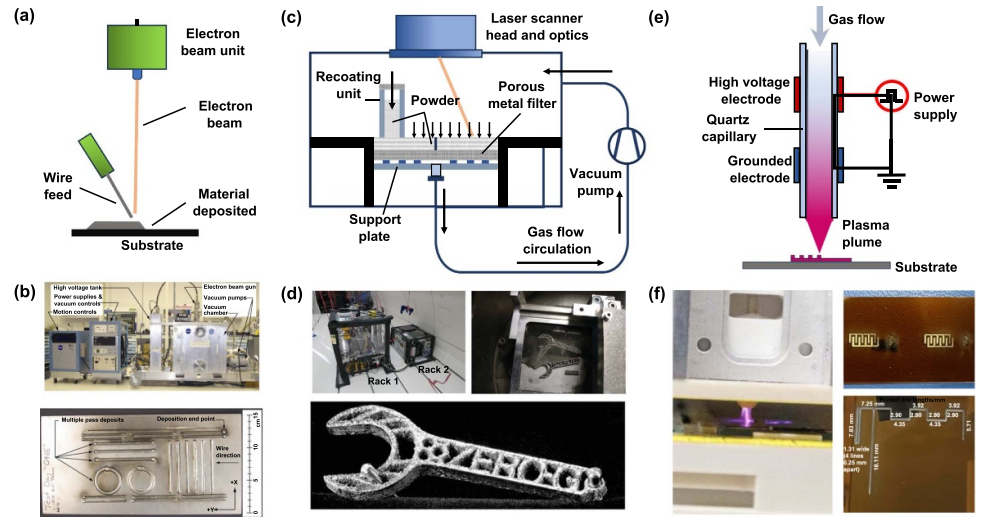 (a)
Electron
beam unit
Electron
beam
Wire
feed
Material
deposited
Substrate
(b)
High voltage tank
Power supplies &
vacuum controls
Motion controls
Electron beam gun
Vacuum pumps
Vacuum
chamber
Multiple pass deposits
Deposition end point
Wire
direction
+X
+Y
15
10
5
0
cm
(c)
Laser scanner
head and optics
Recoating
unit
Powder
Porous
metal filter
Vacuum
pump
Support
plate
Gas flow
circulation
(d)
Rack 1
Rack 2
(e)
Gas flow
High voltage
electrode
Quartz
capillary
Grounded
electrode
Power
supply
Plasma
plume
Substrate
(f)
7.25 mm
3.92
3.92
2.90
2.90
2.90
4.35
4.35
5.71
7.83 mm
18.11 mm
1.31 wide
(4 lines
0.25 mm
apart)